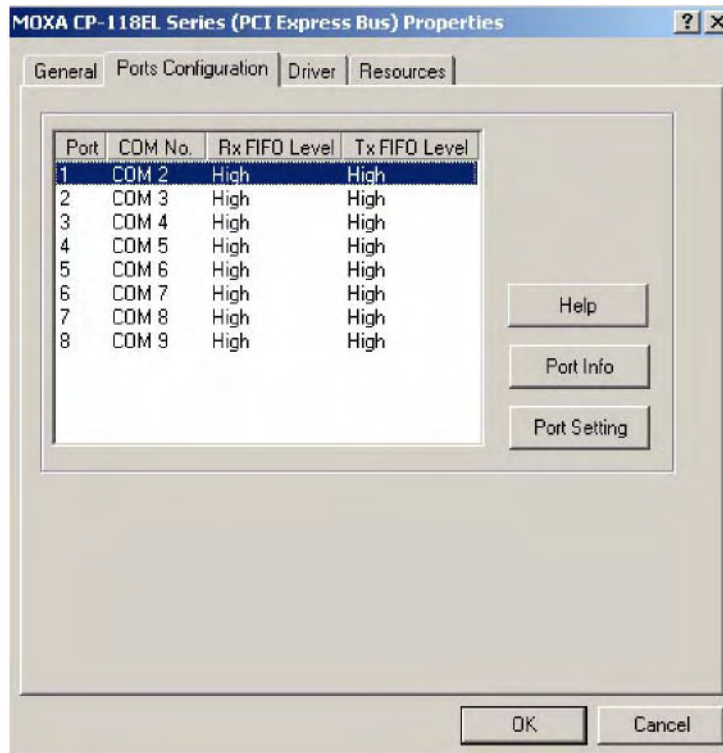 MOXA CP-118EL Series (PCI Express Bus) Properties
General Ports Configuration Driver Resources
Port COM No. Rx FIFO Level Tx FIFO Level
1 COM 2 High High
2 COM 3 High High
3 COM 4 High High
4 COM 5 High High
5 COM 6 High High
6 COM 7 High High
7 COM 8 High High
8 COM 9 High High
Help
Port Info
Port Setting
OK Cancel